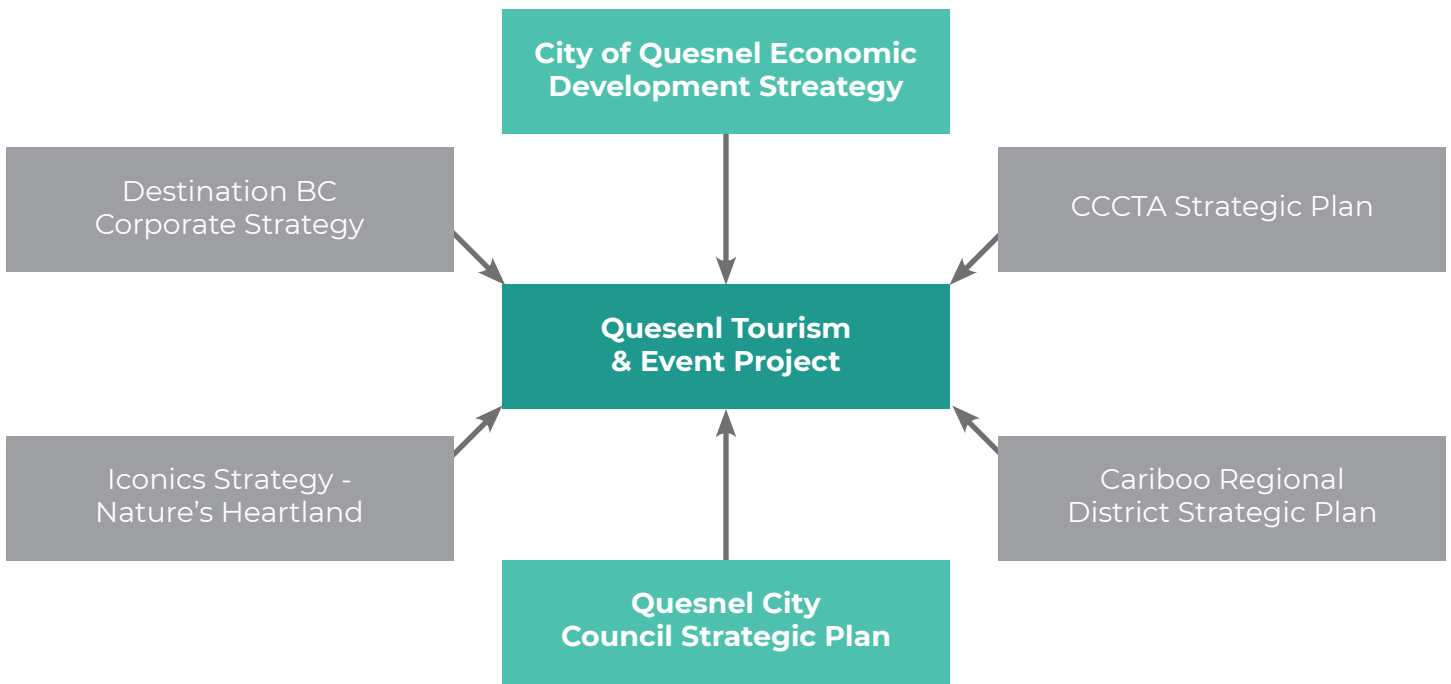 City of Quesnel Economic
Development Streategy
Destination BC
Corporate Strategy
CCCTA Strategic Plan
Quesenl Tourism
& Event Project
Iconics Strategy -
Nature’s Heartland
Cariboo Regional
District Strategic Plan
Quesnel City
Council Strategic Plan